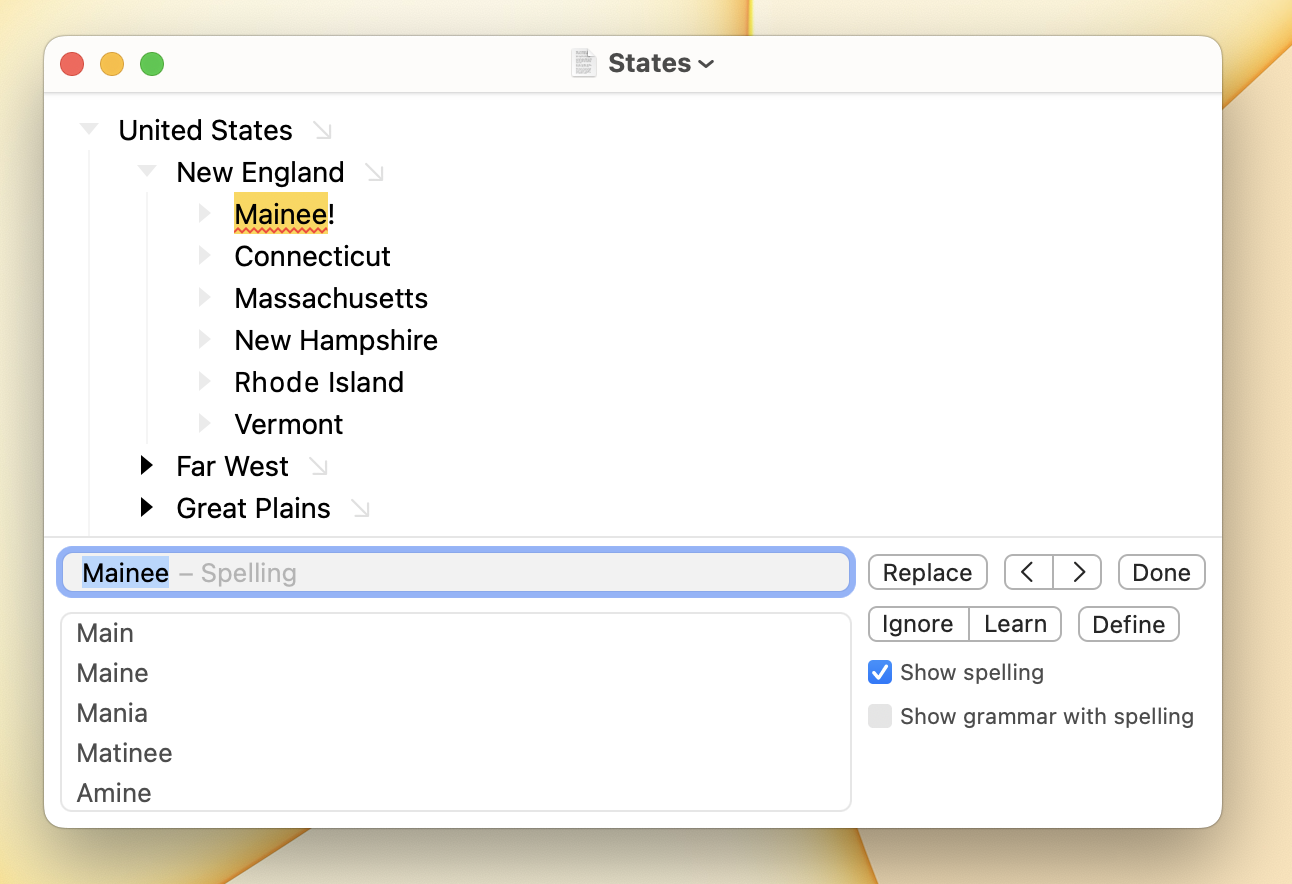 States
United States
New England
Mainee!
Connecticut
Massachusetts
New Hampshire
Rhode Island
Vermont
Far West
Great Plains
Mainee – Spelling
Replace
Done
Main
Maine
Mania
Matinee
Amine
Ignore
Learn
Define
Show spelling
Show grammar with spelling